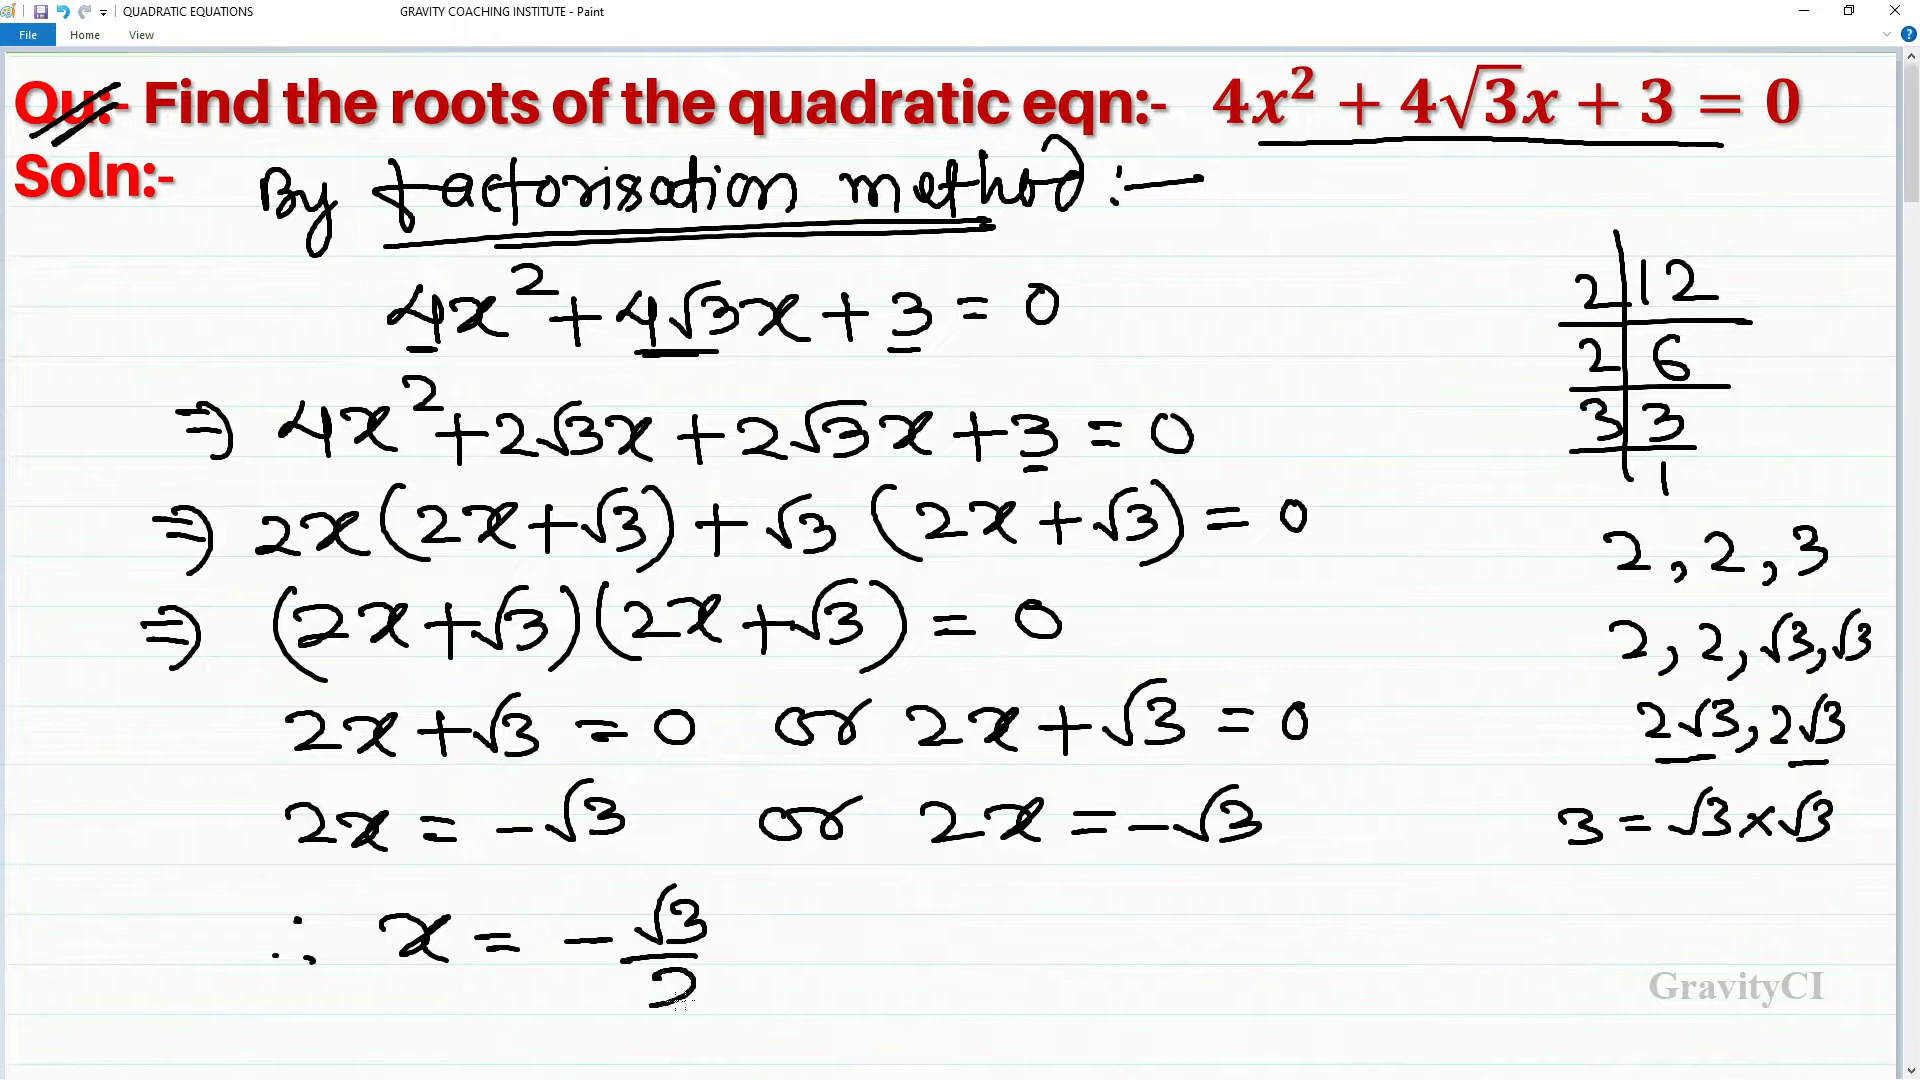 QUADRATIC EQUATIONS GRAVITY COACHING INSTITUTE - Paint
File Home View
Qu:- Find the roots of the quadratic eqn:- 4x² + 4√3x + 3 = 0
Soln:- By factorisation method :—
4x² + 4√3x + 3 = 0
⇒ 4x² + 2√3x + 2√3x + 3 = 0
⇒ 2x(2x+√3) + √3 (2x+√3) = 0
⇒ (2x+√3)(2x+√3) = 0
2x+√3 = 0 or 2x+√3 = 0
2x = -√3 or 2x = -√3
∴ x = -√3/2
2 | 12
2 | 6
3 | 3
| 1
2, 2, 3
2, 2, √3, √3
2√3, 2√3
3 = √3×√3
GravityCI